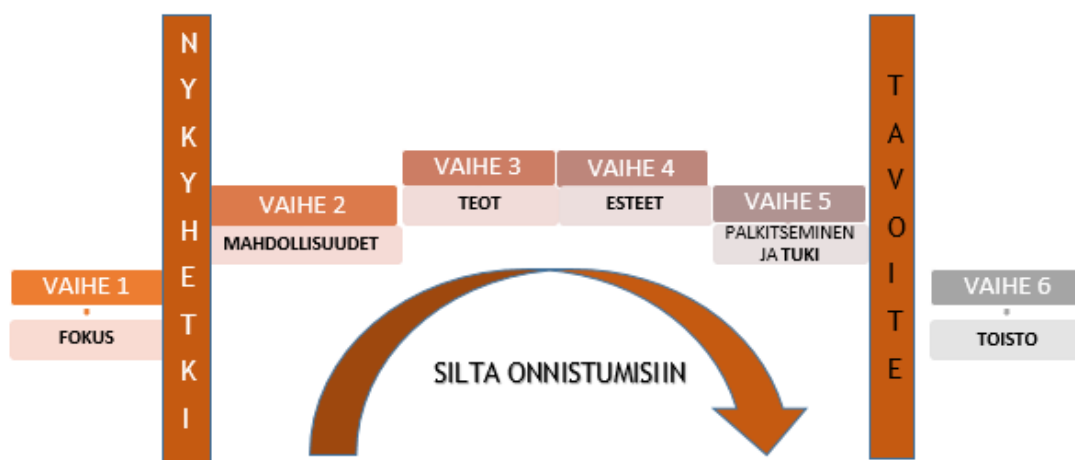 VAIHE 1
FOKUS
NYKYHETKI
VAIHE 2
MAHDOLLISUUDET
VAIHE 3
TEOT
VAIHE 4
ESTEET
VAIHE 5
PALKITSEMINEN
JA TUKI
SILTA ONNISTUMISIIN
TAVOITE
VAIHE 6
TOISTO